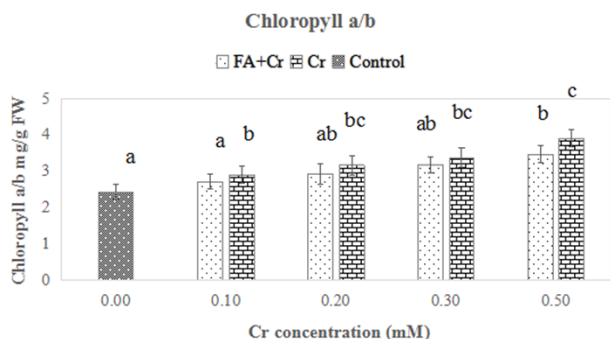 Chloropyll a/b
FA+Cr Cr Control
Chloropyll a/b mg/g FW
5
4
3
2
1
0
a
a b
ab bc
ab bc
b c
0.00 0.10 0.20 0.30 0.50
Cr concentration (mM)